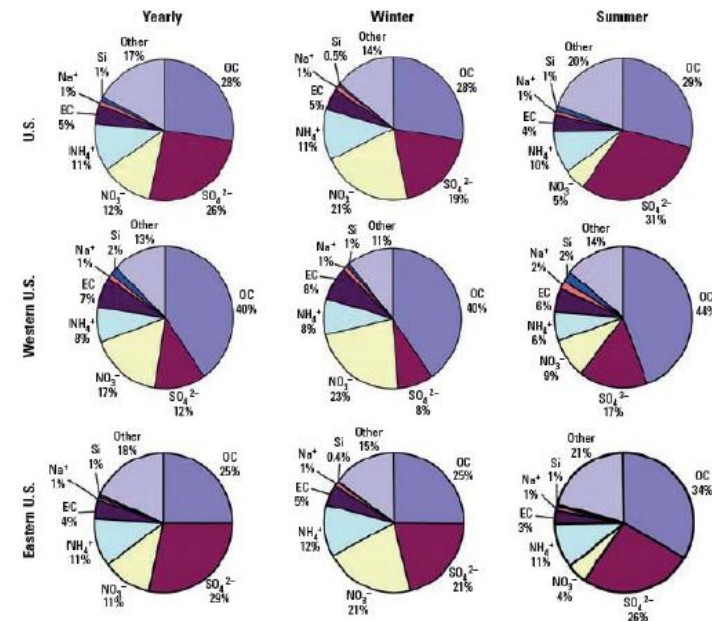 Yearly
Winter
Summer
U.S.
Other
17%
Si
1%
Na⁺
1%
EC
5%
NH₄⁺
11%
NO₃⁻
12%
SO₄²⁻
26%
OC
28%
Other
14%
Si
0.5%
Na⁺
1%
EC
5%
NH₄⁺
11%
NO₃⁻
21%
SO₄²⁻
19%
OC
28%
Other
20%
Si
1%
Na⁺
1%
EC
4%
NH₄⁺
10%
NO₃⁻
5%
SO₄²⁻
31%
OC
29%
Western U.S.
Other
13%
Si
2%
Na⁺
1%
EC
7%
NH₄⁺
8%
NO₃⁻
17%
SO₄²⁻
12%
OC
40%
Other
11%
Si
1%
Na⁺
1%
EC
8%
NH₄⁺
8%
NO₃⁻
23%
SO₄²⁻
8%
OC
40%
Other
14%
Si
2%
Na⁺
2%
EC
6%
NH₄⁺
6%
NO₃⁻
9%
SO₄²⁻
17%
OC
44%
Eastern U.S.
Other
18%
Si
1%
Na⁺
1%
EC
4%
NH₄⁺
11%
NO₃⁻
11%
SO₄²⁻
29%
OC
25%
Other
15%
Si
0.4%
Na⁺
1%
EC
5%
NH₄⁺
12%
NO₃⁻
21%
SO₄²⁻
21%
OC
25%
Other
21%
Si
1%
Na⁺
1%
EC
3%
NH₄⁺
11%
NO₃⁻
4%
SO₄²⁻
26%
OC
34%